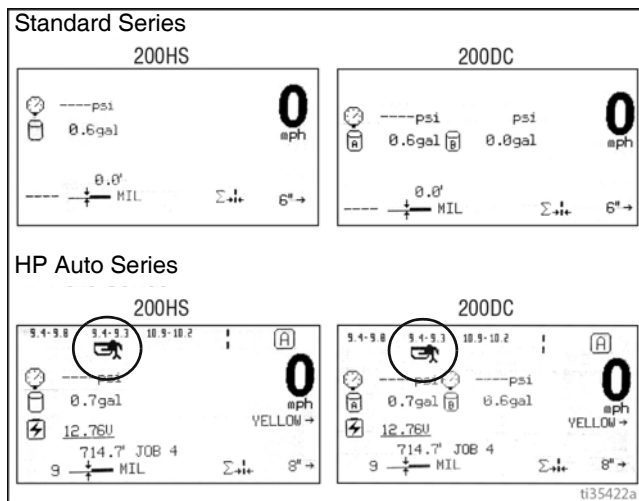 Standard Series
200HS
200DC
----psi
0.6gal
0
mph
0.0'
---- MIL
6"→
----psi psi
A 0.6gal B 0.0gal
0
mph
0.0'
---- MIL
6"→
HP Auto Series
200HS
200DC
9.4-9.8 9.4-9.3 10.9-10.2
A
----psi
0.7gal
0
mph
12.76V
YELLOW→
714.7' JOB 4
9 MIL
8"→
9.4-9.8 9.4-9.3 10.9-10.2
A
----psi ----psi
A 0.7gal B 0.6gal
0
mph
12.76V
YELLOW→
714.7' JOB 4
9 MIL
8"→
ti35422a